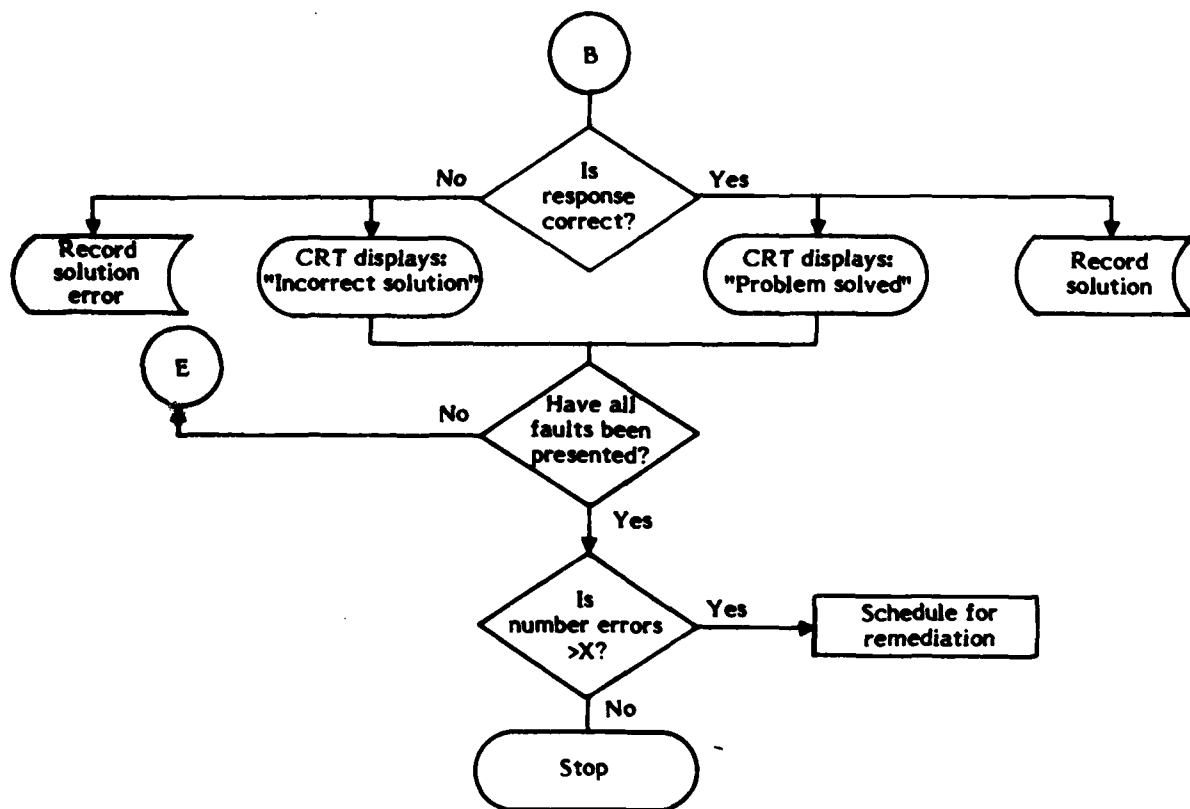 B
Is
response
correct?
No
Yes
Record
solution
error
CRT displays:
"Incorrect solution"
CRT displays:
"Problem solved"
Record
solution
E
No
Have all
faults been
presented?
Yes
Is
number errors
>X?
Yes
Schedule for
remediation
No
Stop